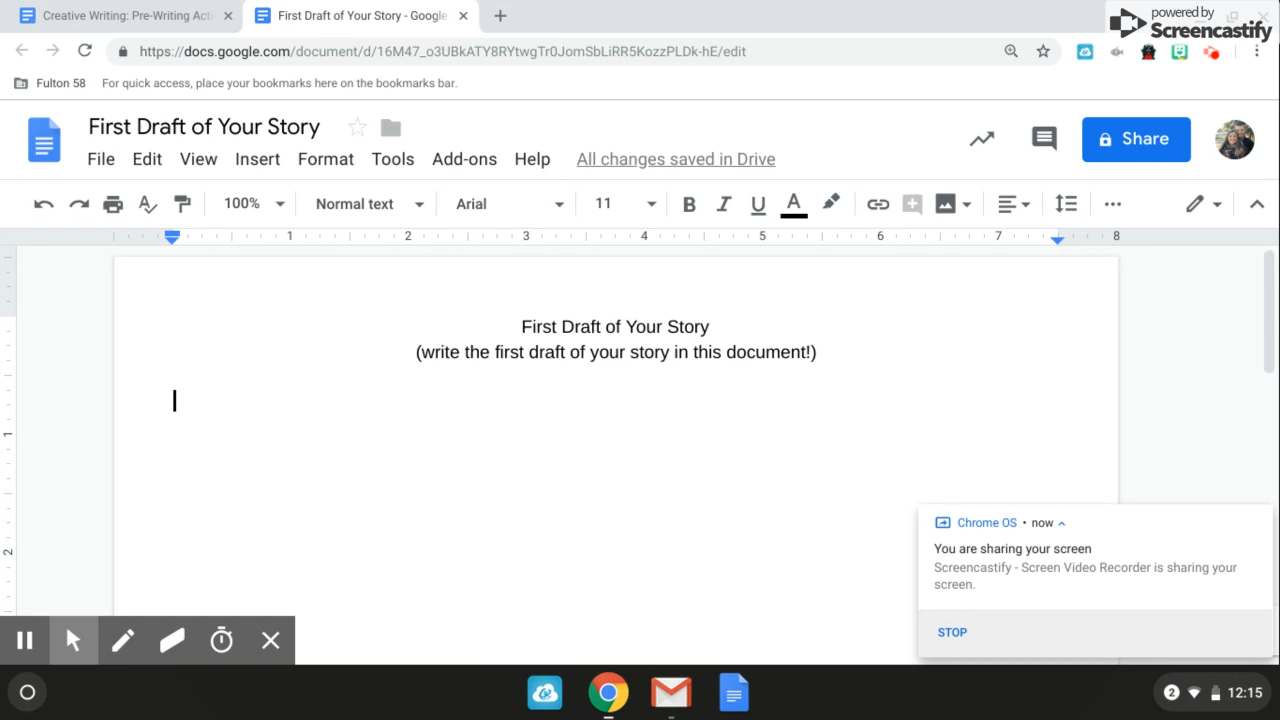 Creative Writing: Pre-Writing Acti
First Draft of Your Story - Google
powered by
Screencastify
https://docs.google.com/document/d/16M47_o3UBkATY8RYtwgTr0JomSbLiRR5KozzPLDk-hE/edit
Fulton 58 For quick access, place your bookmarks here on the bookmarks bar.
First Draft of Your Story
File Edit View Insert Format Tools Add-ons Help All changes saved in Drive
Share
100% Normal text Arial 11 B I U A
1 2 3 4 5 6 7 8
First Draft of Your Story
(write the first draft of your story in this document!)
1
2
Chrome OS • now
You are sharing your screen
Screencastify - Screen Video Recorder is sharing your
screen.
STOP
2 12:15